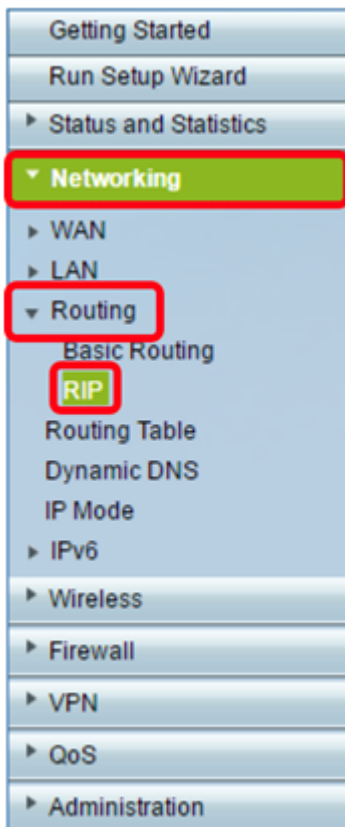 Getting Started
Run Setup Wizard
Status and Statistics
Networking
WAN
LAN
Routing
Basic Routing
RIP
Routing Table
Dynamic DNS
IP Mode
IPv6
Wireless
Firewall
VPN
QoS
Administration